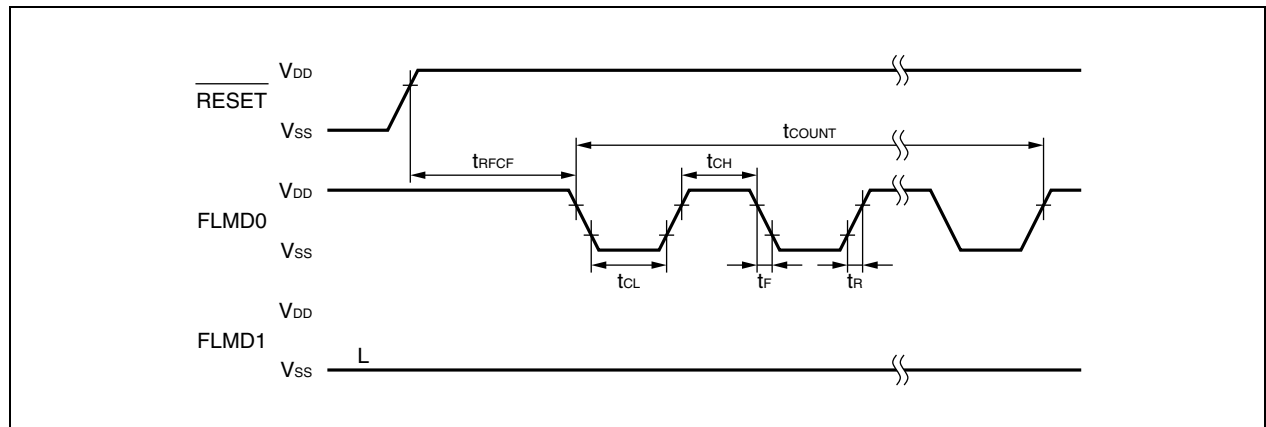 VDD
RESET
VSS
tCOUNT
tRFCF
tCH
VDD
FLMD0
VSS
tCL
tF
tR
VDD
FLMD1
L
VSS